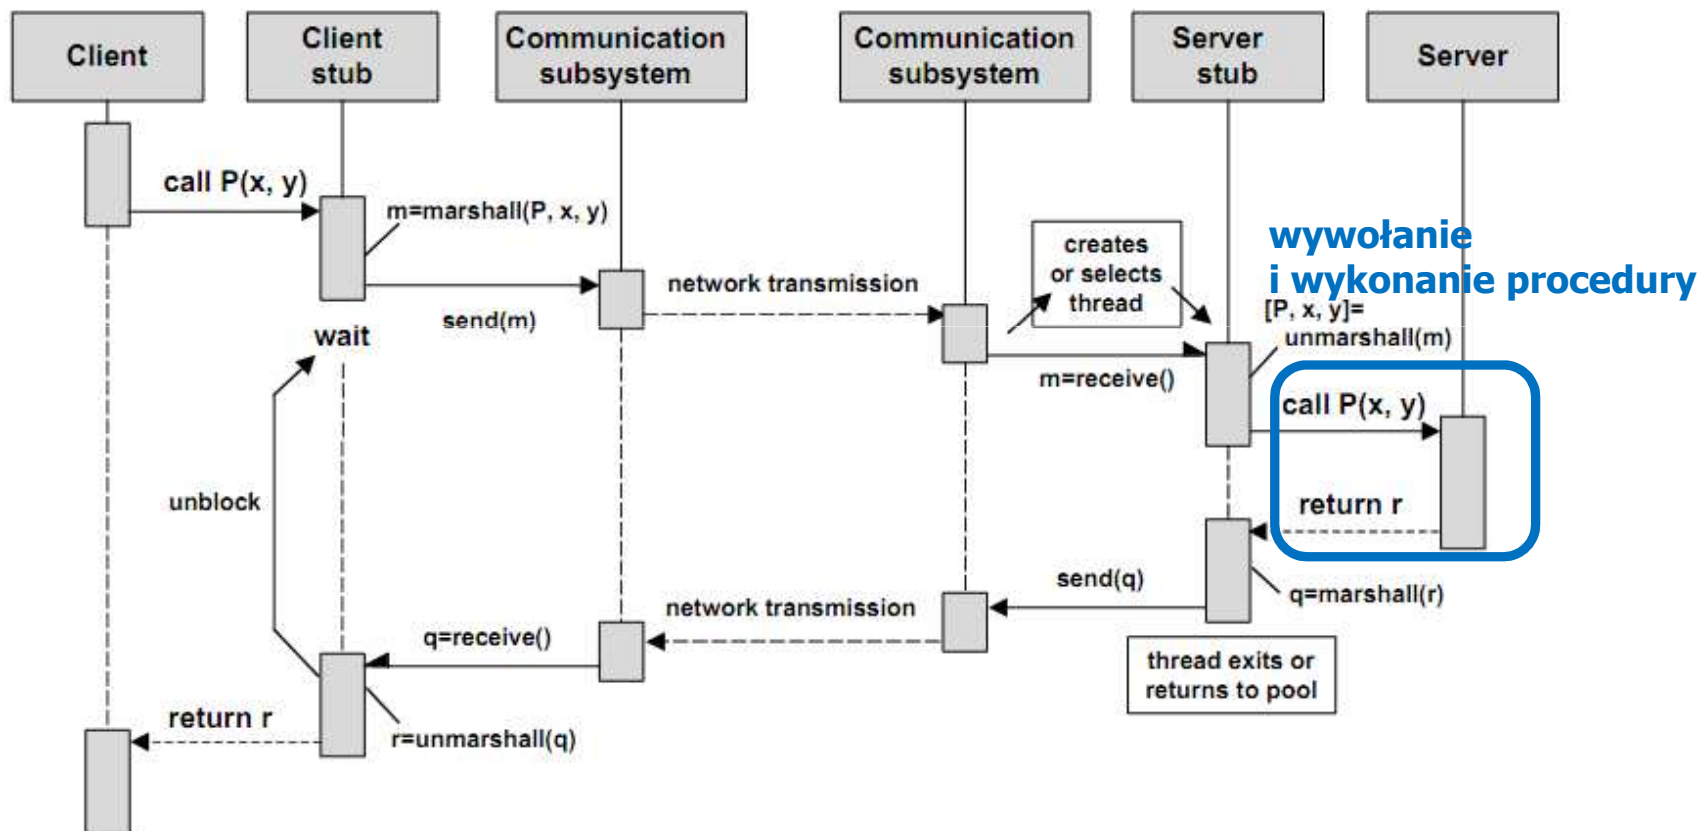 Client
Client
stub
Communication
subsystem
Communication
subsystem
Server
stub
Server
call P(x, y)
m=marshall(P, x, y)
send(m)
network transmission
creates
or selects
thread
wywołanie
i wykonanie procedury
[P, x, y]=
unmarshall(m)
wait
m=receive()
call P(x, y)
unblock
return r
send(q)
q=marshall(r)
network transmission
q=receive()
thread exits or
returns to pool
return r
r=unmarshall(q)